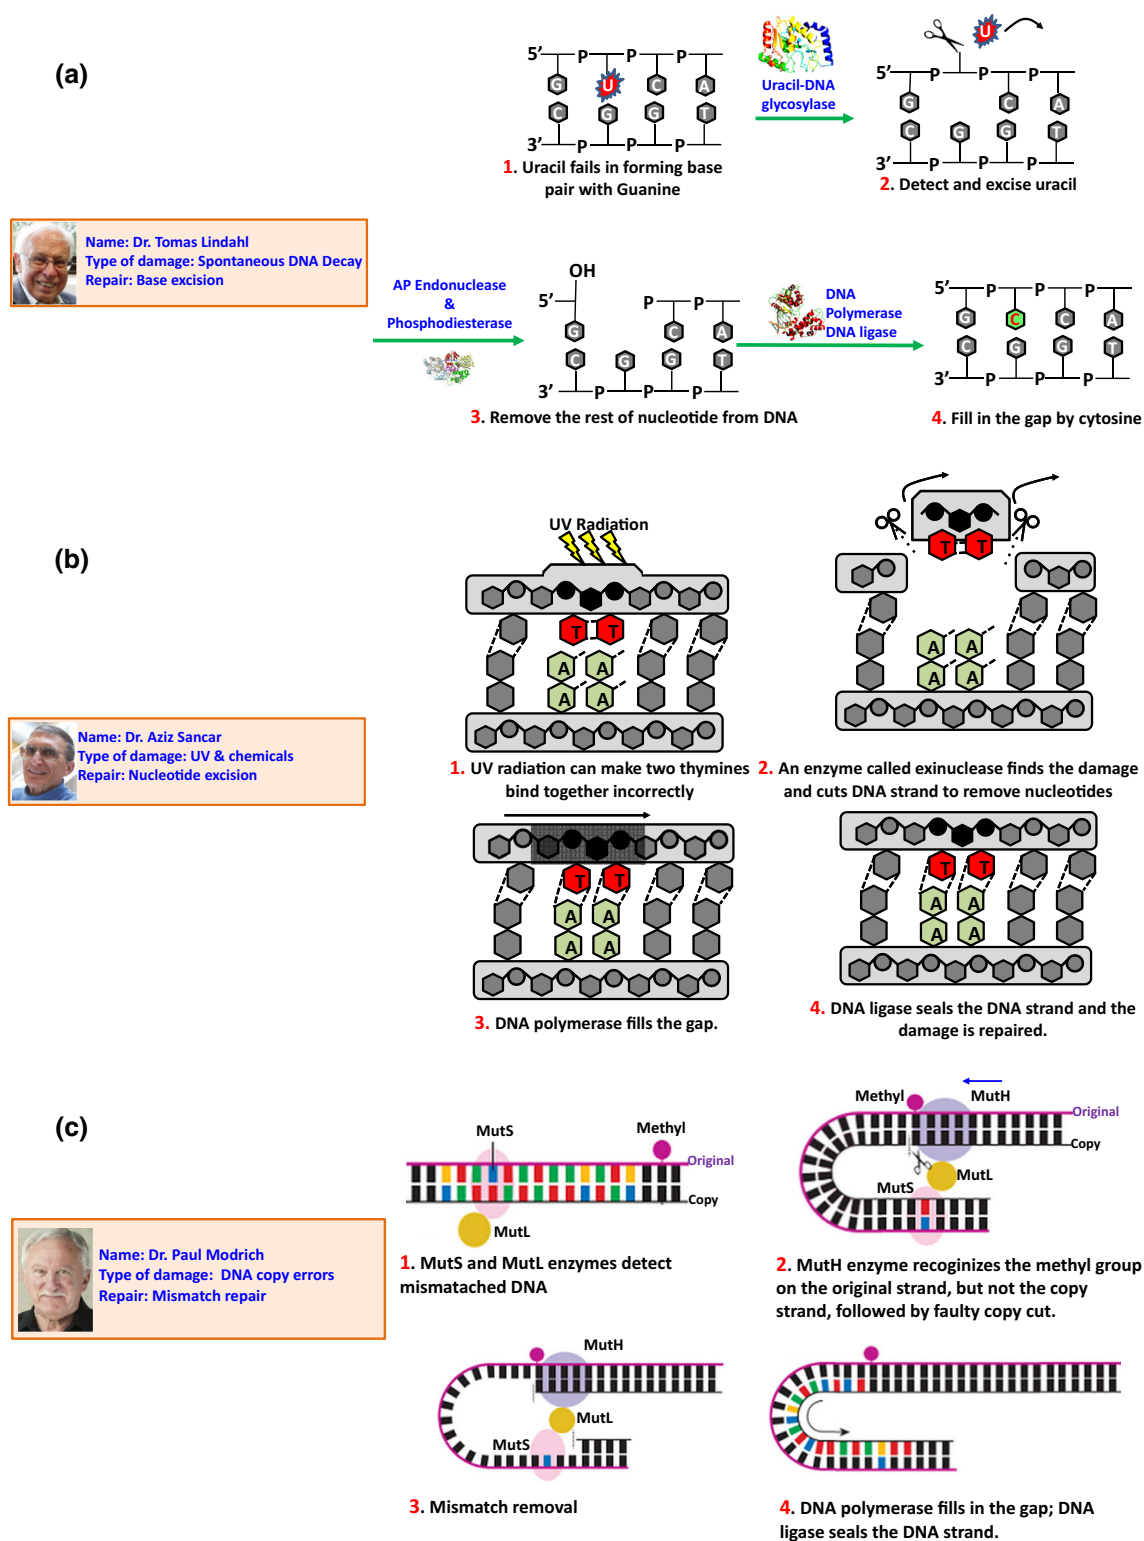 (a)
5’ P P P
G U C A
C G G T
3’ P P P
1. Uracil fails in forming base
pair with Guanine
Uracil-DNA
glycosylase
U
5’ P P P
G C A
C G G T
3’ P P P
2. Detect and excise uracil
Name: Dr. Tomas Lindahl
Type of damage: Spontaneous DNA Decay
Repair: Base excision
AP Endonuclease
&
Phosphodiesterase
OH
5’ P P
G C A
C G G T
3’ P P P
3. Remove the rest of nucleotide from DNA
DNA
Polymerase
DNA ligase
5’ P P P
G C C A
C G G T
3’ P P P
4. Fill in the gap by cytosine
(b)
UV Radiation
T T
A A
A A
1. UV radiation can make two thymines
bind together incorrectly
T T
A A
A A
2. An enzyme called exinuclease finds the damage
and cuts DNA strand to remove nucleotides
Name: Dr. Aziz Sancar
Type of damage: UV & chemicals
Repair: Nucleotide excision
T T
A A
A A
3. DNA polymerase fills the gap.
T T
A A
A A
4. DNA ligase seals the DNA strand and the
damage is repaired.
(c)
MutS
Methyl
Original
Copy
MutL
1. MutS and MutL enzymes detect
mismatached DNA
Methyl
MutH
Original
Copy
MutL
MutS
2. MutH enzyme recoginizes the methyl group
on the original strand, but not the copy
strand, followed by faulty copy cut.
Name: Dr. Paul Modrich
Type of damage: DNA copy errors
Repair: Mismatch repair
MutH
MutL
MutS
3. Mismatch removal
4. DNA polymerase fills in the gap; DNA
ligase seals the DNA strand.